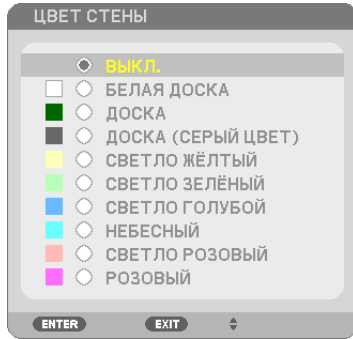 ЦВЕТ СТЕНЫ
ВЫКЛ.
БЕЛАЯ ДОСКА
ДОСКА
ДОСКА (СЕРЫЙ ЦВЕТ)
СВЕТЛО ЖЁЛТЫЙ
СВЕТЛО ЗЕЛЁНЫЙ
СВЕТЛО ГОЛУБОЙ
НЕБЕСНЫЙ
СВЕТЛО РОЗОВЫЙ
РОЗОВЫЙ
ENTER EXIT